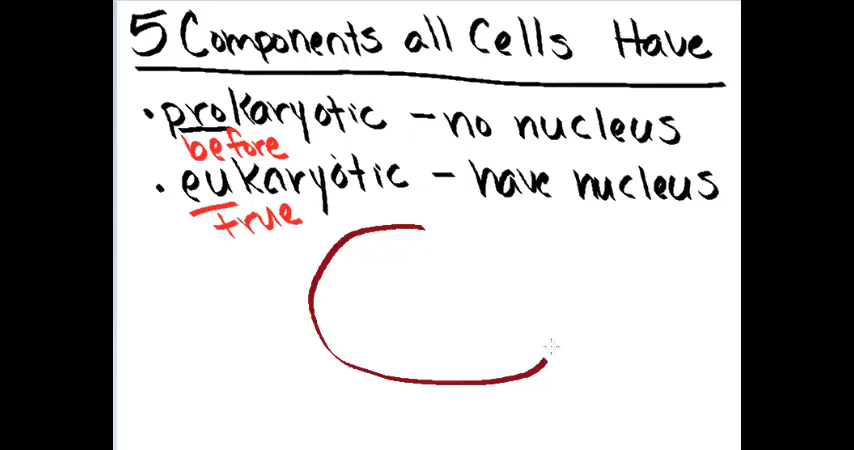 5 Components all Cells Have
• prokaryotic – no nucleus
before
• eukaryotic – have nucleus
true